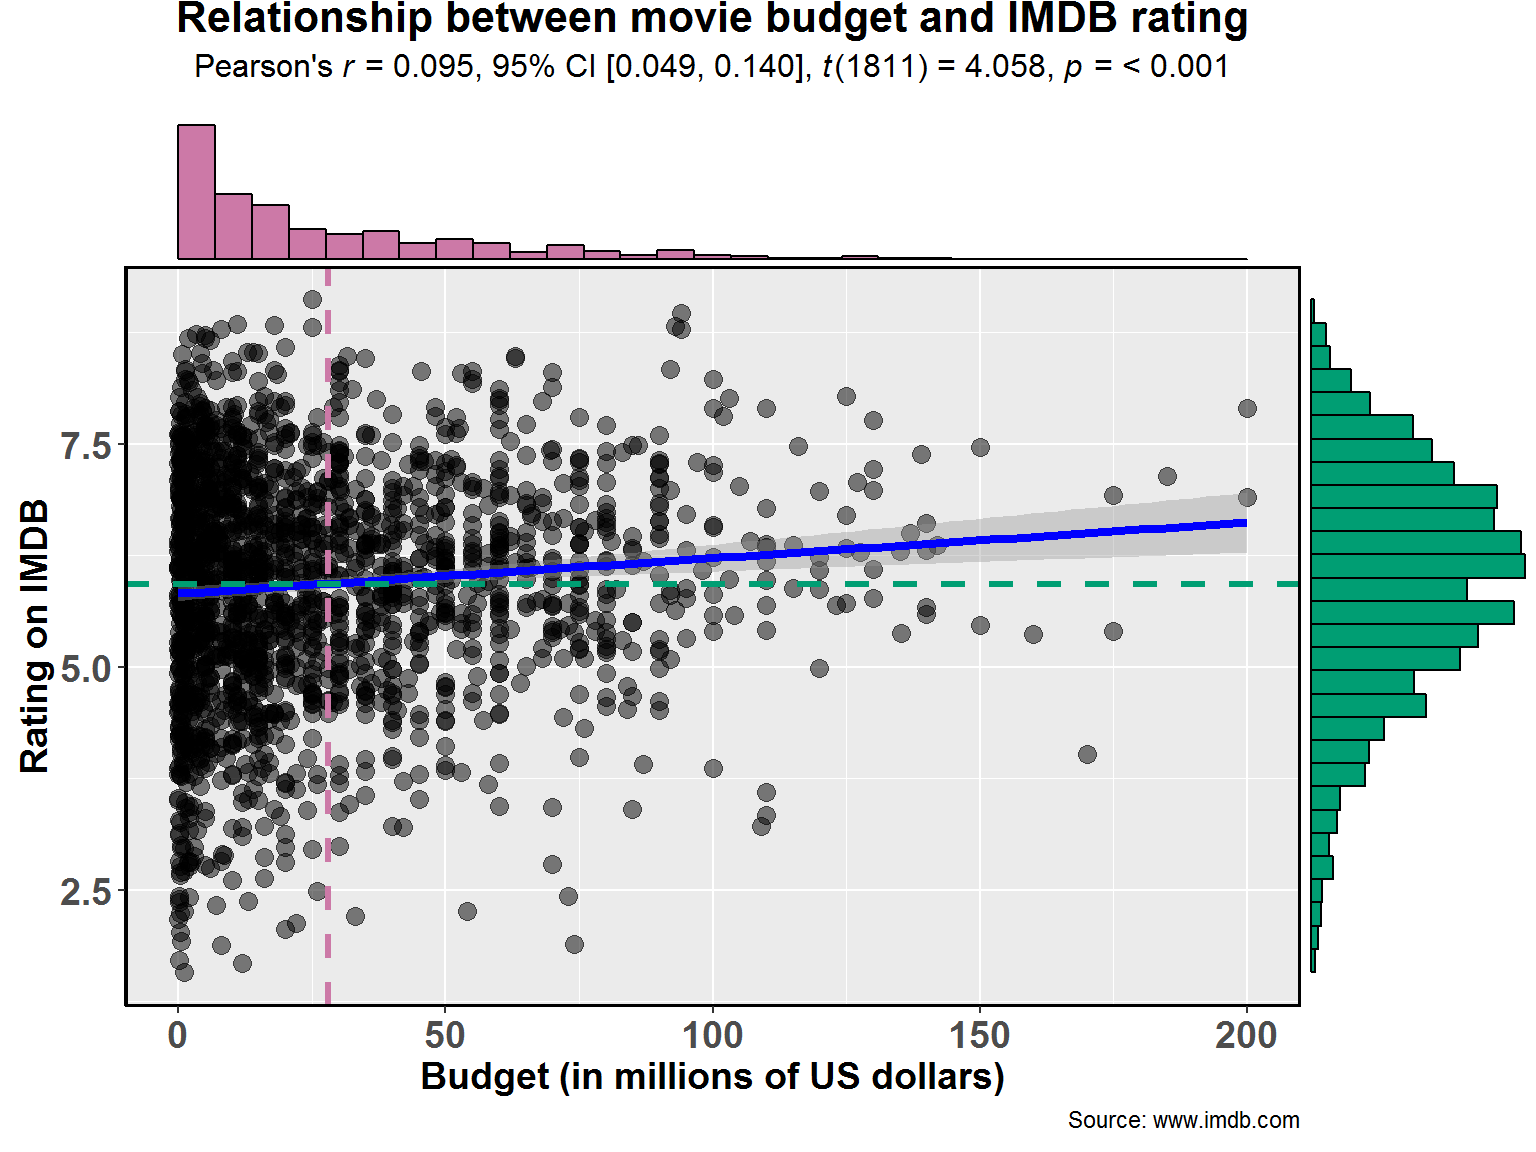 Relationship between movie budget and IMDB rating
Pearson's r = 0.095, 95% CI [0.049, 0.140], t(1811) = 4.058, p = < 0.001
7.5
5.0
2.5
Rating on IMDB
0 50 100 150 200
Budget (in millions of US dollars)
Source: www.imdb.com